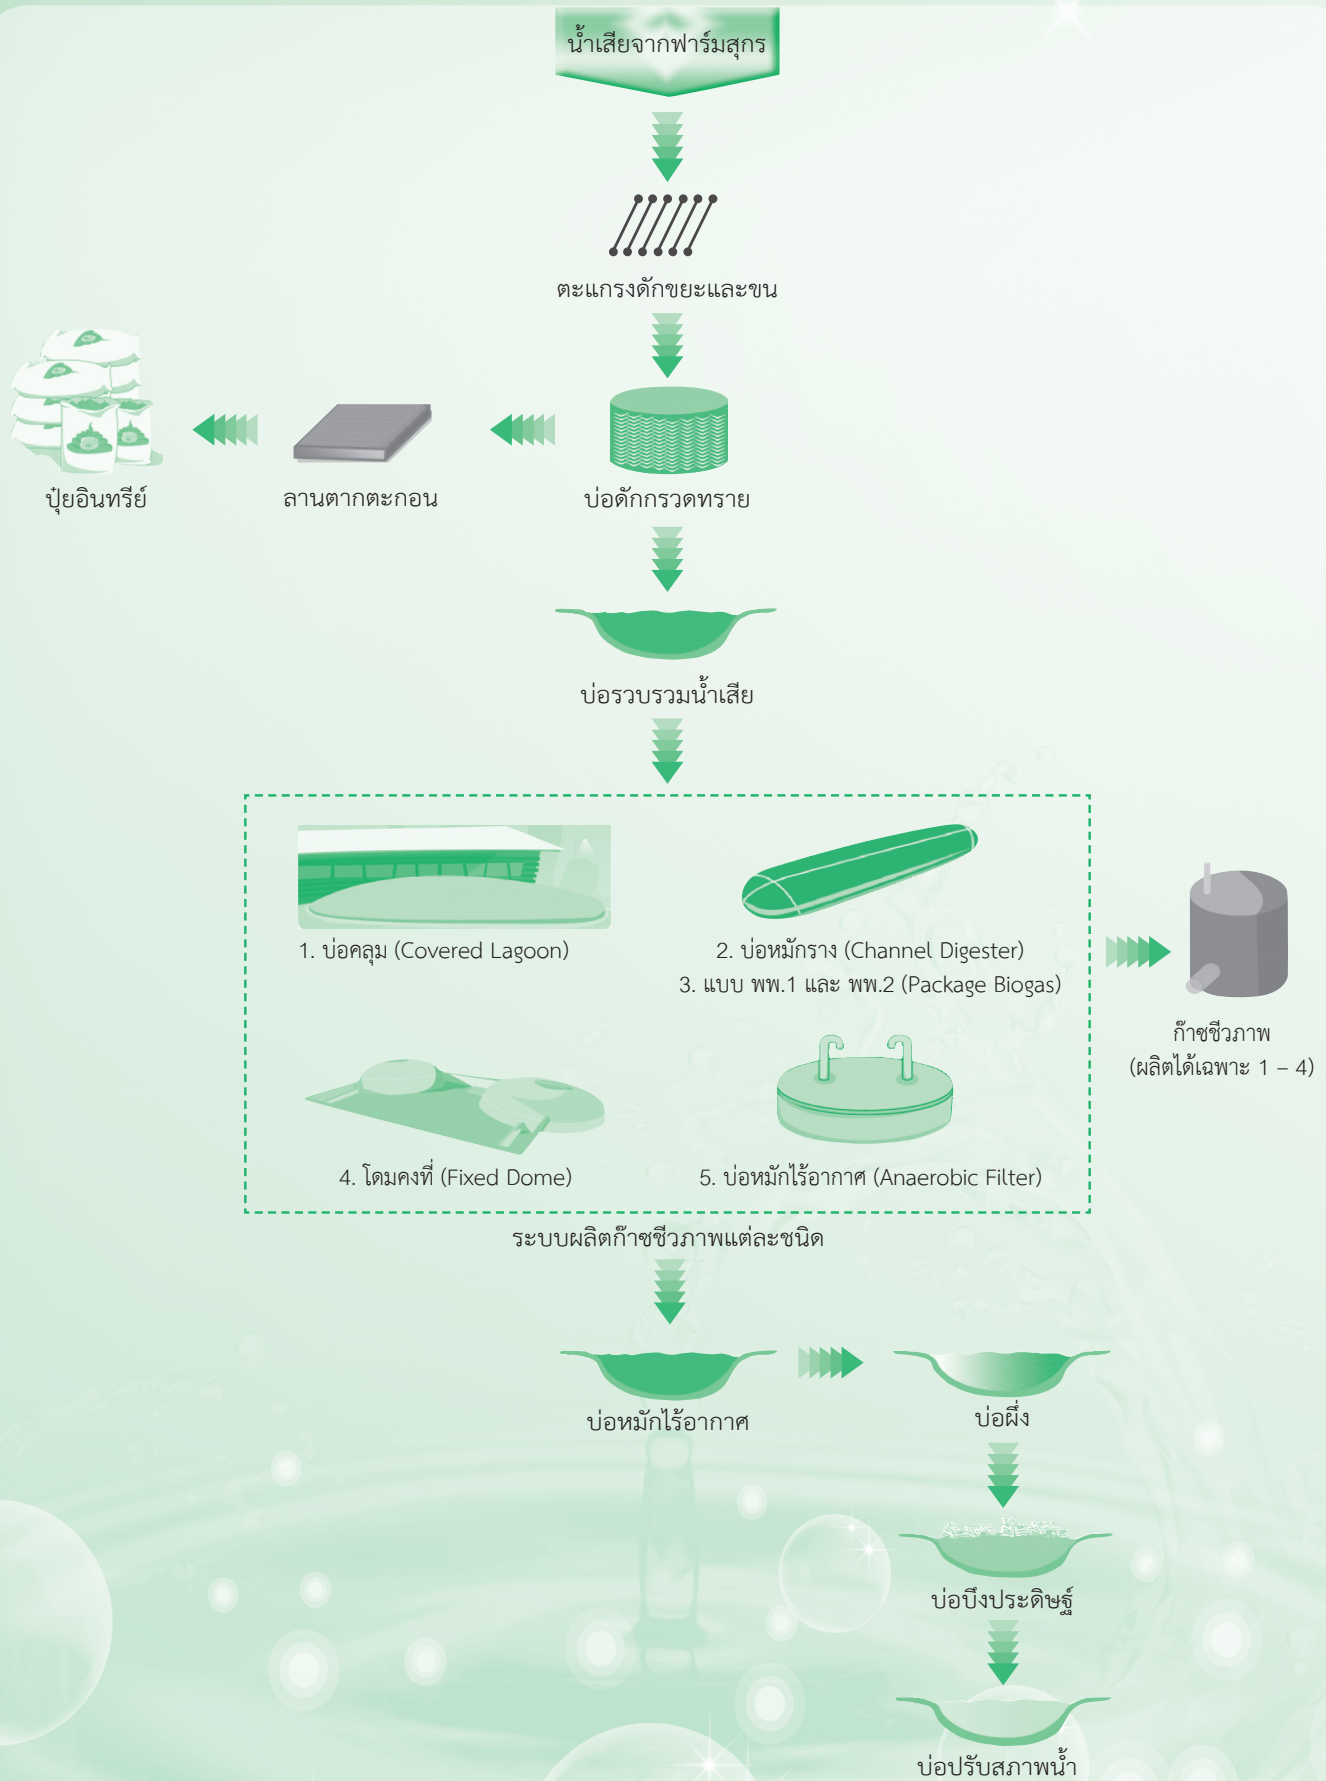 น้ำเสียจากฟาร์มสุกร
ตะแกรงดักขยะและขน
ปุ๋ยอินทรีย์
ลานตากตะกอน
บ่อดักกรวดทราย
บ่อรวบรวมน้ำเสีย
1. บ่อคลุม (Covered Lagoon)
2. บ่อหมักราง (Channel Digester)
3. แบบ พพ.1 และ พพ.2 (Package Biogas)
ก๊าซชีวภาพ
(ผลิตได้เฉพาะ 1 – 4)
4. โดมคงที่ (Fixed Dome)
5. บ่อหมักไร้อากาศ (Anaerobic Filter)
ระบบผลิตก๊าซชีวภาพแต่ละชนิด
บ่อหมักไร้อากาศ
บ่อผึ่ง
บ่อบึงประดิษฐ์
บ่อปรับสภาพน้ำ